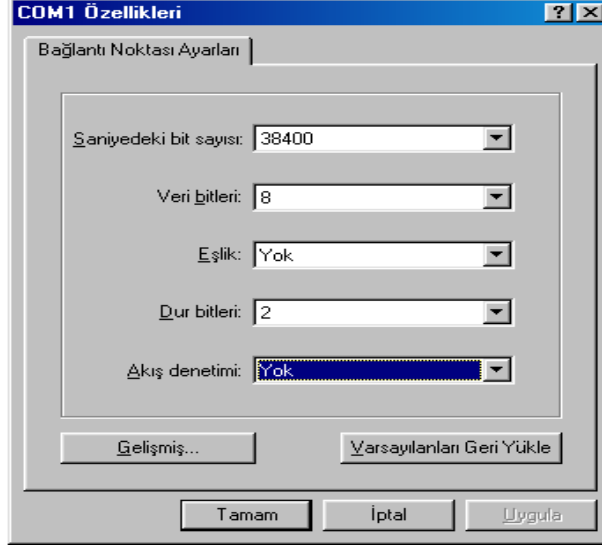 COM1 Özellikleri
Bağlantı Noktası Ayarları
Saniyedeki bit sayısı: 38400
Veri bitleri: 8
Eşlik: Yok
Dur bitleri: 2
Akış denetimi: Yok
Gelişmiş... Varsayılanları Geri Yükle
Tamam İptal Uygula